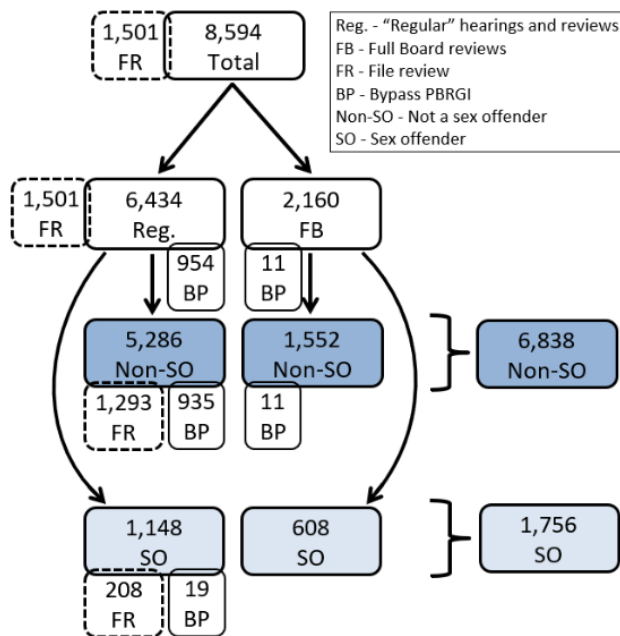 1,501
FR
8,594
Total
Reg. - “Regular” hearings and reviews
FB - Full Board reviews
FR - File review
BP - Bypass PBRGI
Non-SO - Not a sex offender
SO - Sex offender
1,501
FR
6,434
Reg.
2,160
FB
954
BP
11
BP
5,286
Non-SO
1,552
Non-SO
6,838
Non-SO
1,293
FR
935
BP
11
BP
1,148
SO
608
SO
1,756
SO
208
FR
19
BP